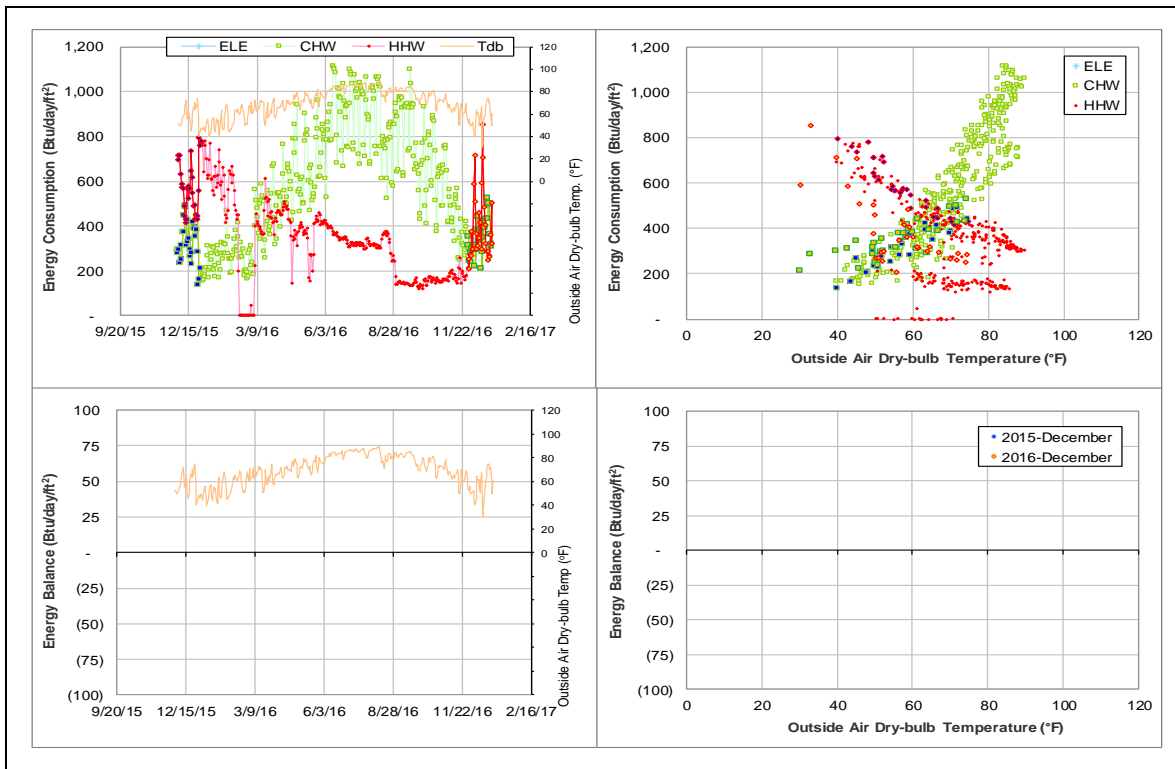 ELE CHW HHW Tdb
Energy Consumption (Btu/day/ft²)
1,200
1,000
800
600
400
200
-
120
100
80
60
40
20
0
Outside Air Dry-bulb Temp. (°F)
9/20/15 12/15/15 3/9/16 6/3/16 8/28/16 11/22/16 2/16/17
Energy Consumption (Btu/day/ft²)
1,200
1,000
800
600
400
200
-
ELE
CHW
HHW
0 20 40 60 80 100 120
Outside Air Dry-bulb Temperature (°F)
Energy Balance (Btu/day/ft²)
100
75
50
25
-
(25)
(50)
(75)
(100)
120
100
80
60
40
20
0
Outside Air Dry-bulb Temp (°F)
9/20/15 12/15/15 3/9/16 6/3/16 8/28/16 11/22/16 2/16/17
Energy Balance (Btu/day/ft²)
100
75
50
25
-
(25)
(50)
(75)
(100)
2015-December
2016-December
0 20 40 60 80 100 120
Outside Air Dry-bulb Temperature (°F)